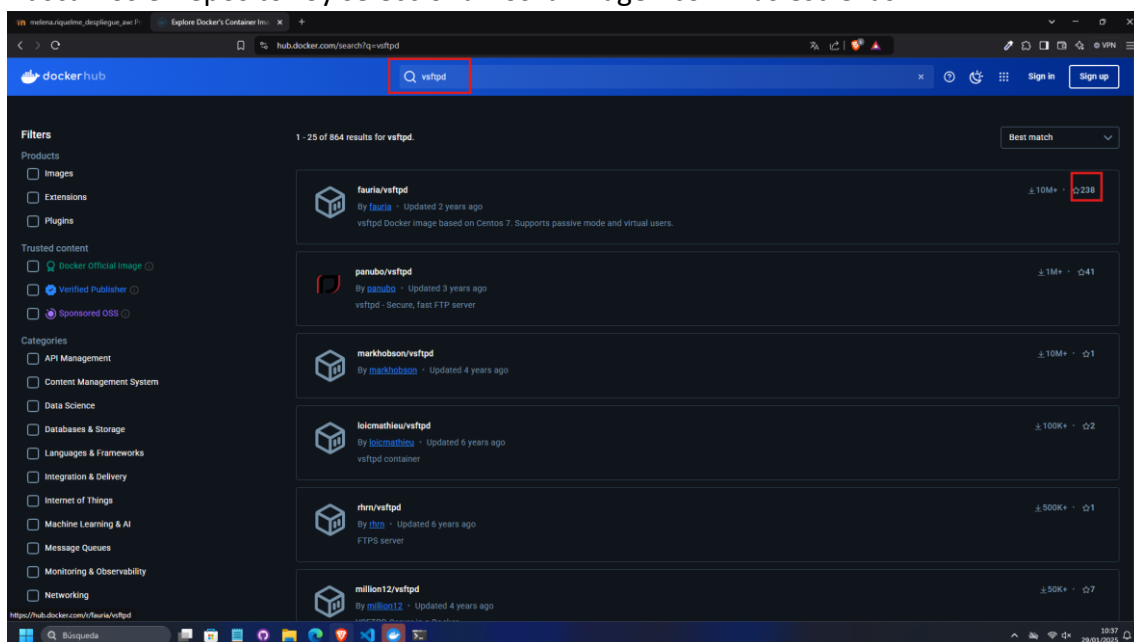 melena.riquelme_despliegue_awc P
Explore Docker's Container Ima
hub.docker.com/search?q=vsftpd
VPN
dockerhub
vsftpd
Sign in
Sign up
Filters
1 - 25 of 864 results for vsftpd.
Best match
Products
Images
Extensions
Plugins
Trusted content
Docker Official Image
Verified Publisher
Sponsored OSS
Categories
API Management
Content Management System
Data Science
Databases & Storage
Languages & Frameworks
Integration & Delivery
Internet of Things
Machine Learning & AI
Message Queues
Monitoring & Observability
Networking
fauria/vsftpd
10M+ · 238
By fauria · Updated 2 years ago
vsftpd Docker image based on Centos 7. Supports passive mode and virtual users.
panubo/vsftpd
1M+ · 41
By panubo · Updated 3 years ago
vsftpd - Secure, fast FTP server
markhobson/vsftpd
10M+ · 1
By markhobson · Updated 4 years ago
loicmathieu/vsftpd
100K+ · 2
By loicmathieu · Updated 6 years ago
vsftpd container
rhrn/vsftpd
500K+ · 1
By rhrn · Updated 6 years ago
FTPS server
million12/vsftpd
50K+ · 7
By million12 · Updated 4 years ago
https://hub.docker.com/r/fauria/vsftpd
Búsqueda
10:37
29/01/2025